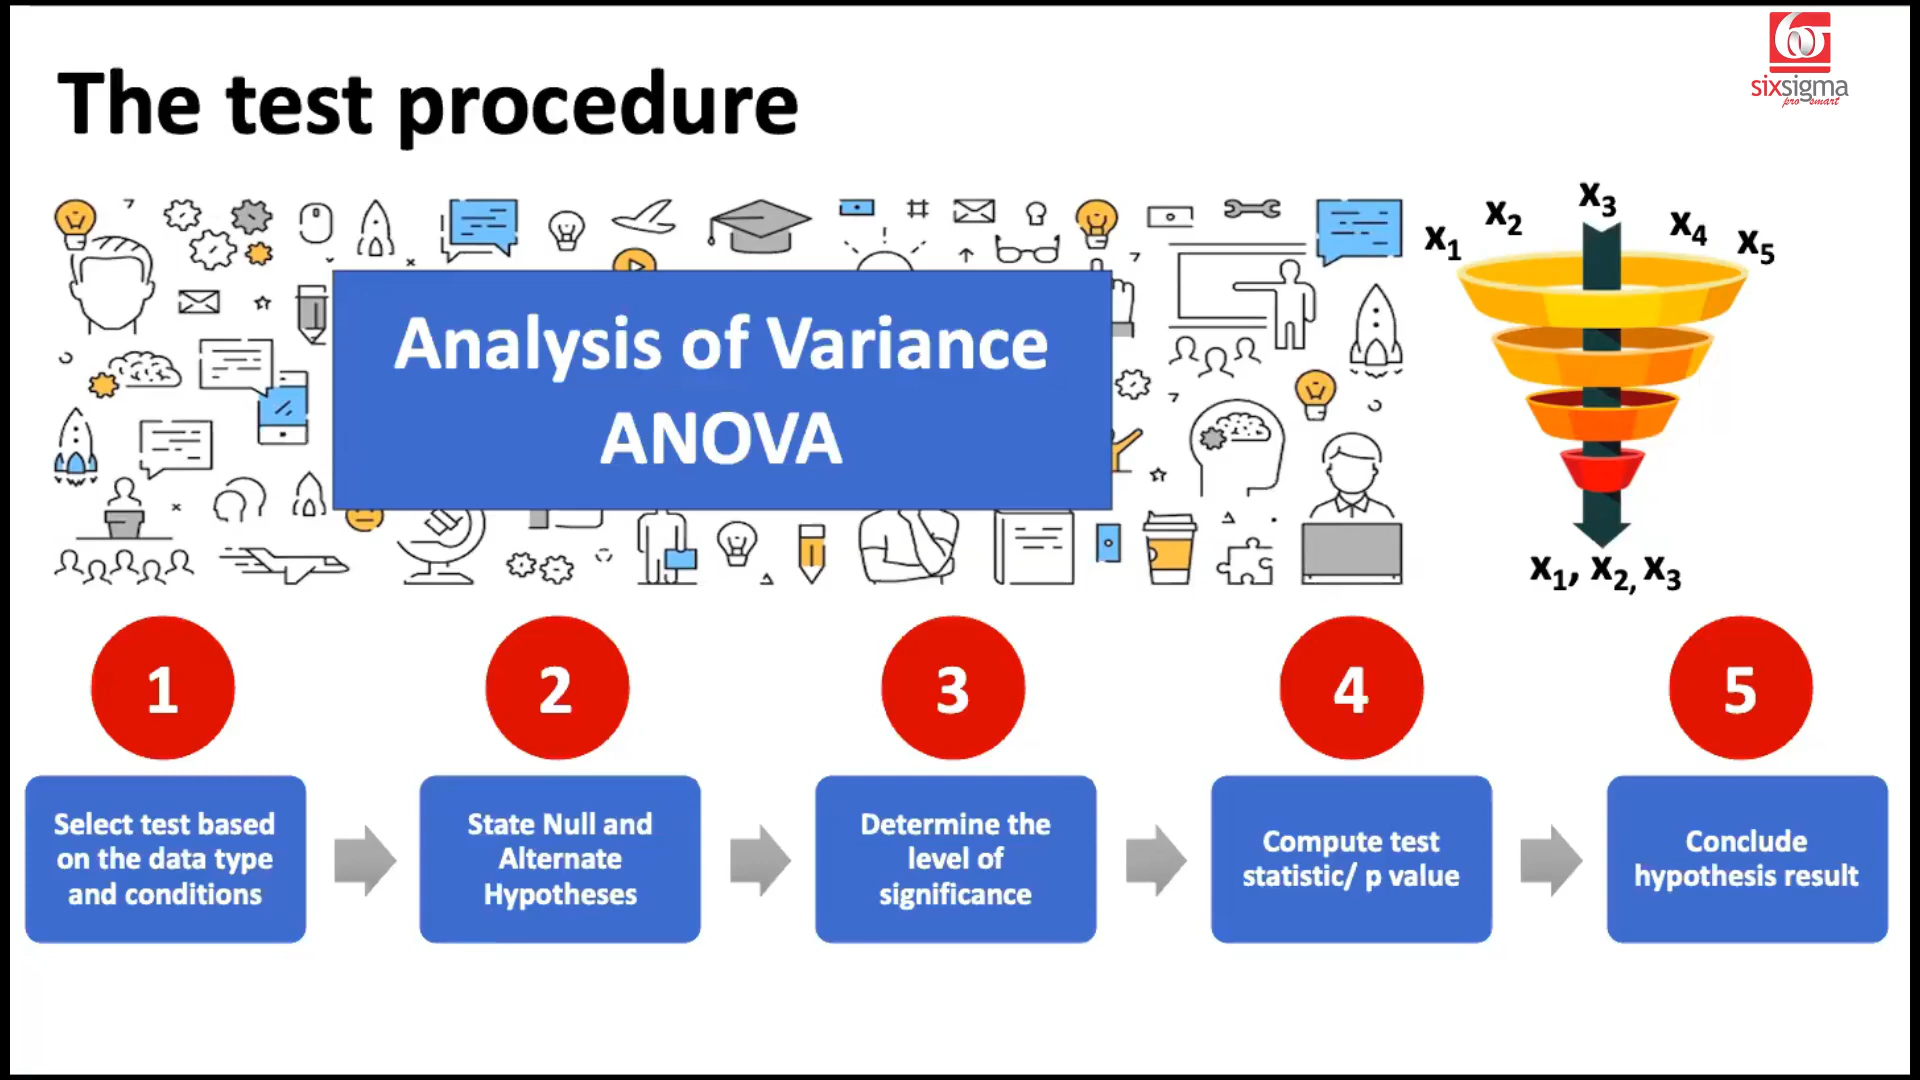 The test procedure
sixsigma
pro smart
Analysis of Variance
ANOVA
x1 x2 x3 x4 x5
x1, x2, x3
1
Select test based
on the data type
and conditions
2
State Null and
Alternate
Hypotheses
3
Determine the
level of
significance
4
Compute test
statistic/ p value
5
Conclude
hypothesis result